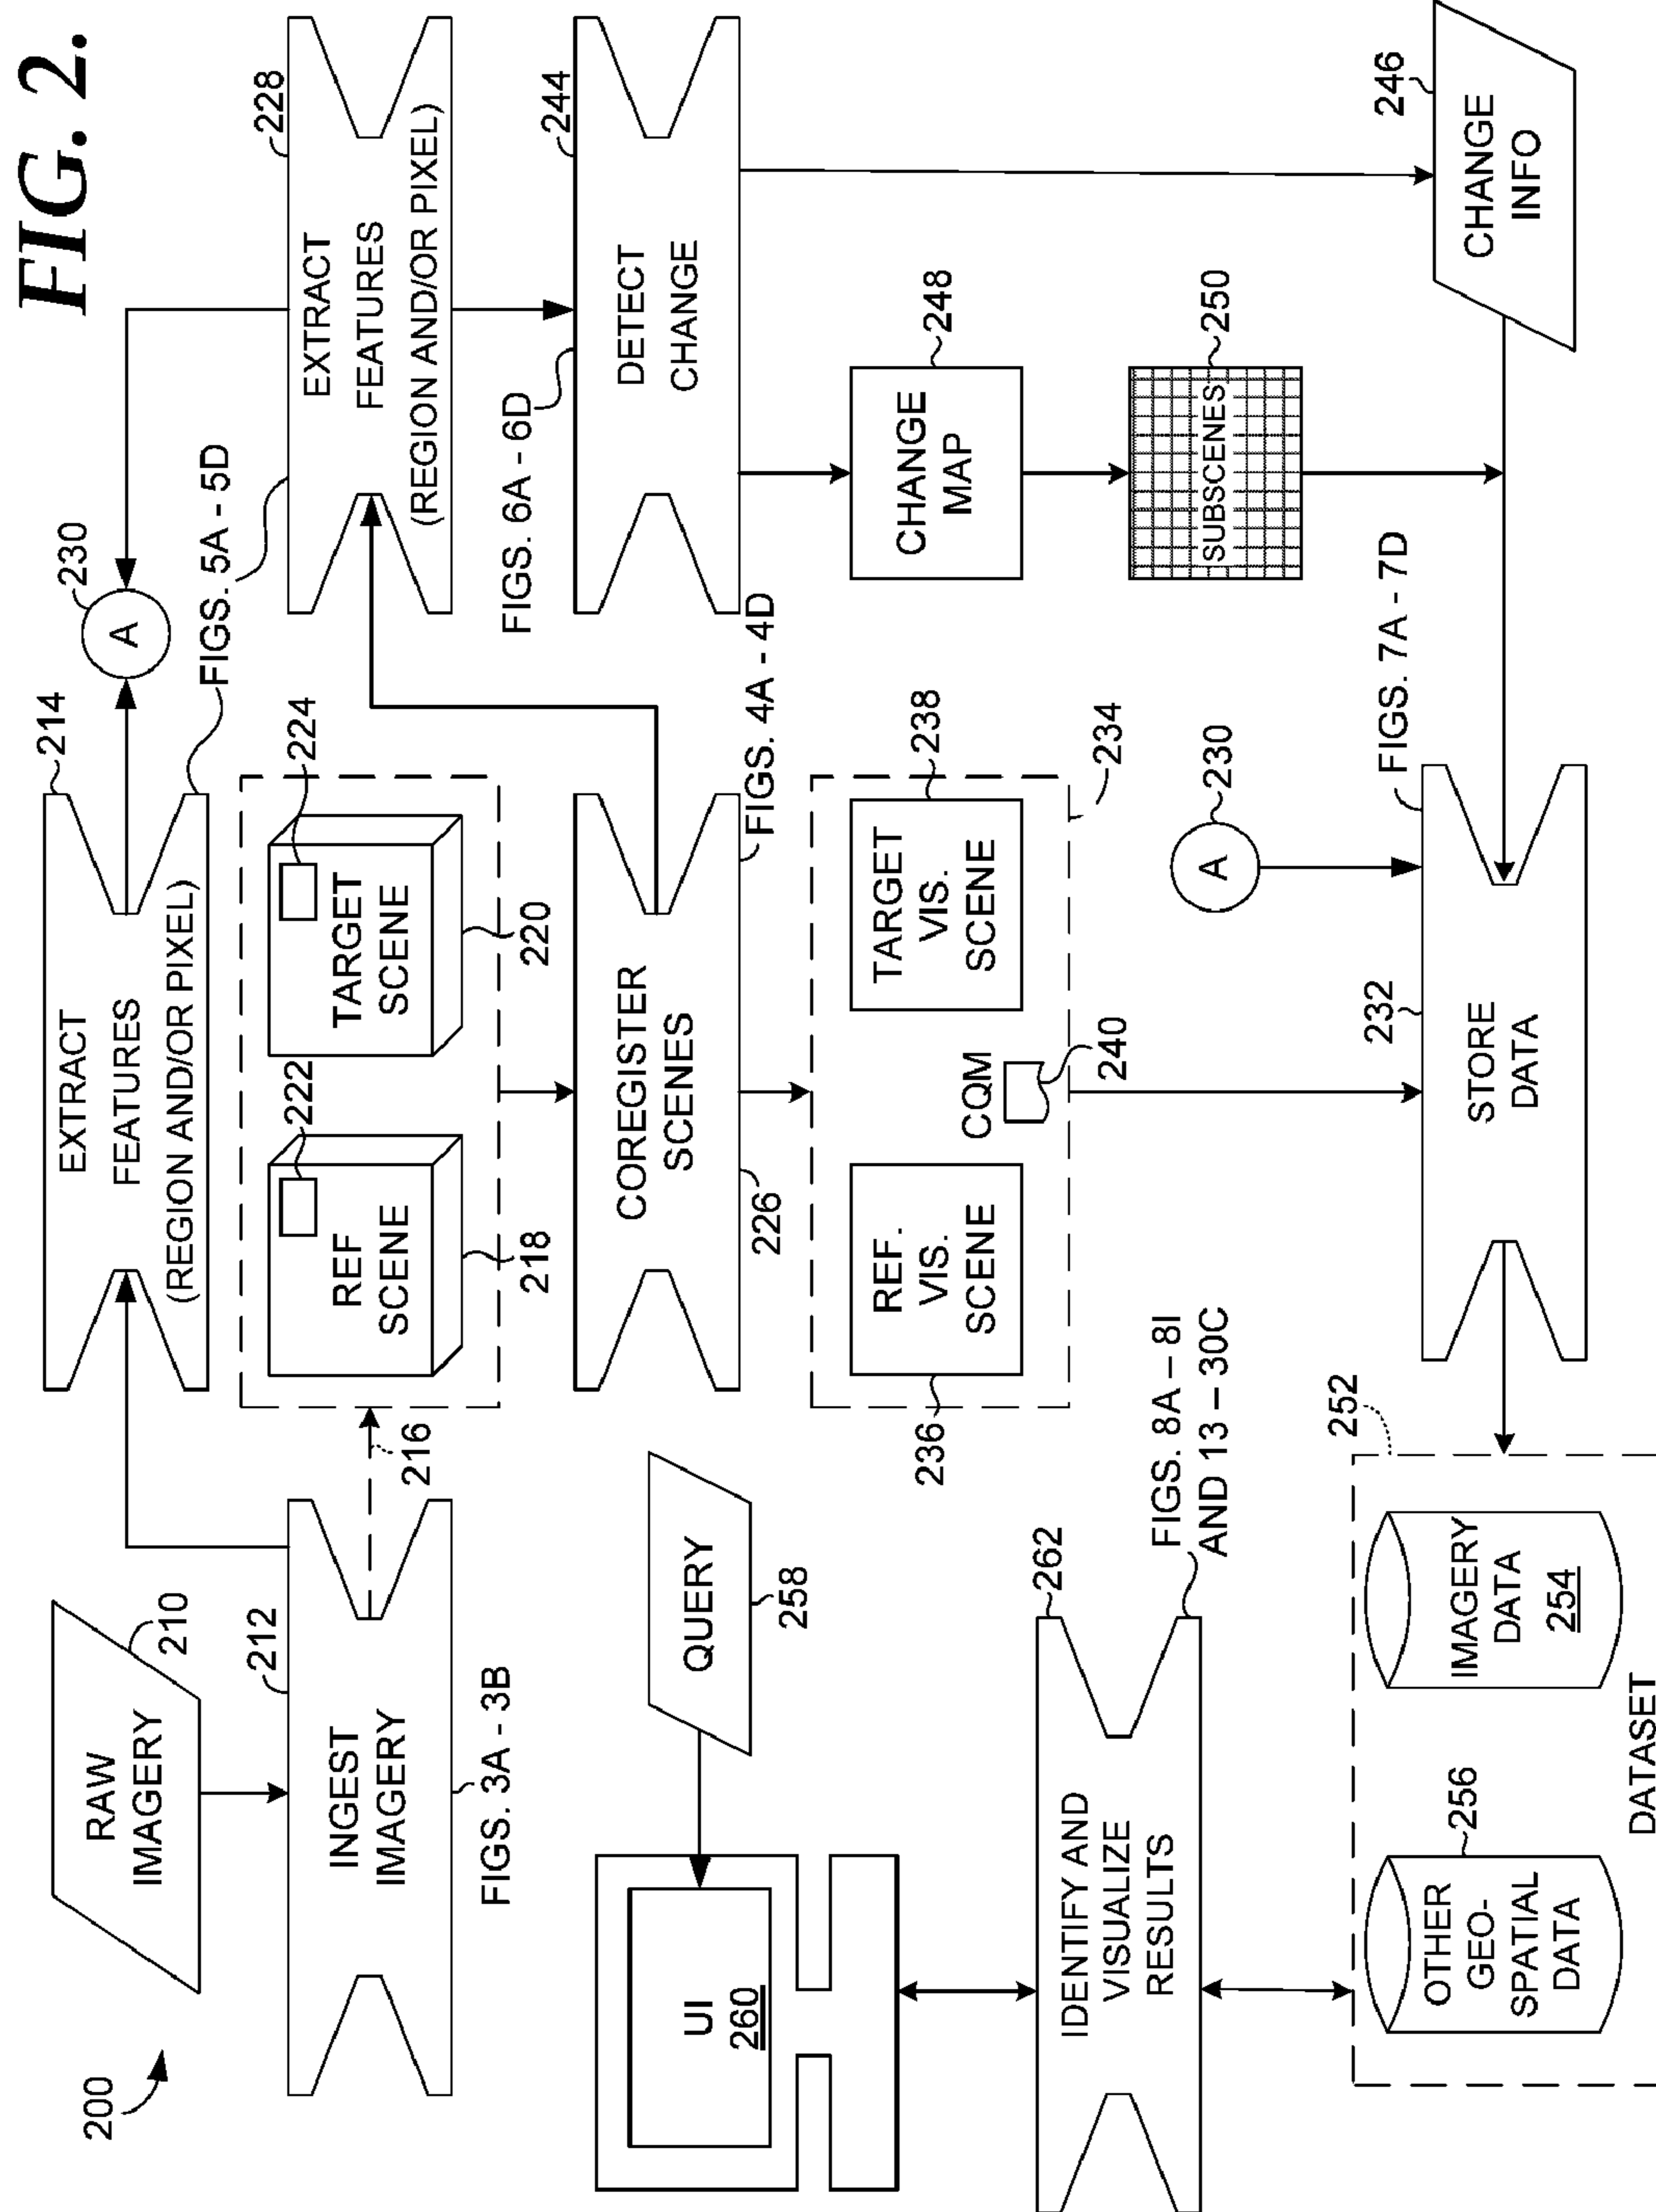 FIG. 2.
200
RAW
IMAGERY
210
212
INGEST
IMAGERY
FIGS. 3A - 3B
216
214
EXTRACT
FEATURES
(REGION AND/OR PIXEL)
FIGS. 5A - 5D
A
230
228
EXTRACT
FEATURES
(REGION AND/OR PIXEL)
222
REF
SCENE
218
224
TARGET
SCENE
220
COREGISTER
SCENES
226
FIGS. 4A - 4D
FIGS. 6A - 6D
244
DETECT
CHANGE
QUERY
258
UI
260
REF.
VIS.
SCENE
236
CQM
240
TARGET
VIS.
SCENE
238
234
CHANGE
MAP
248
SUBSCENES
250
262
IDENTIFY AND
VISUALIZE
RESULTS
FIGS. 8A – 8I
AND 13 – 30C
A
230
252
OTHER
GEO-
SPATIAL
DATA
256
IMAGERY
DATA
254
DATASET
232
STORE
DATA
FIGS. 7A - 7D
246
CHANGE
INFO